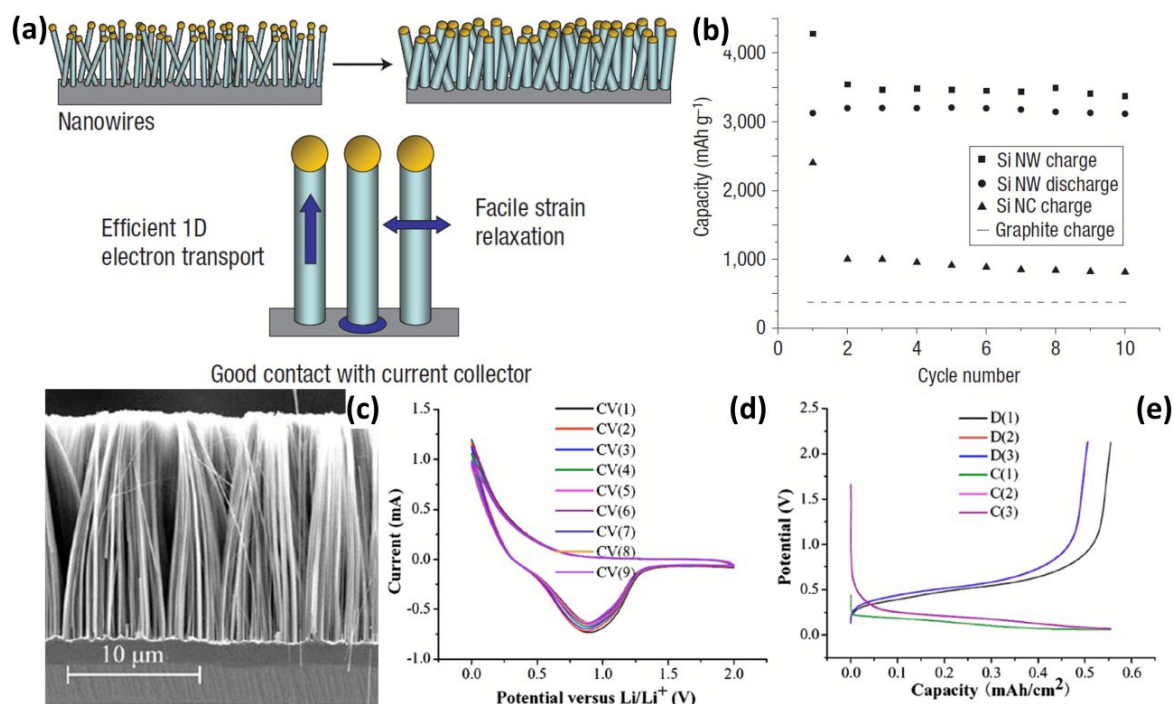 (a)
Nanowires
Efficient 1D
electron transport
Facile strain
relaxation
Good contact with current collector
(b)
Capacity (mAh g⁻¹)
4,000
3,000
2,000
1,000
0
Si NW charge
Si NW discharge
Si NC charge
Graphite charge
0 2 4 6 8 10
Cycle number
(c)
10 µm
(d)
Current (mA)
1.5
1.0
0.5
0.0
-0.5
-1.0
CV(1)
CV(2)
CV(3)
CV(4)
CV(5)
CV(6)
CV(7)
CV(8)
CV(9)
0.0 0.5 1.0 1.5 2.0
Potential versus Li/Li⁺ (V)
(e)
Potential (V)
2.5
2.0
1.5
1.0
0.5
0.0
D(1)
D(2)
D(3)
C(1)
C(2)
C(3)
0.0 0.1 0.2 0.3 0.4 0.5 0.6
Capacity (mAh/cm²)